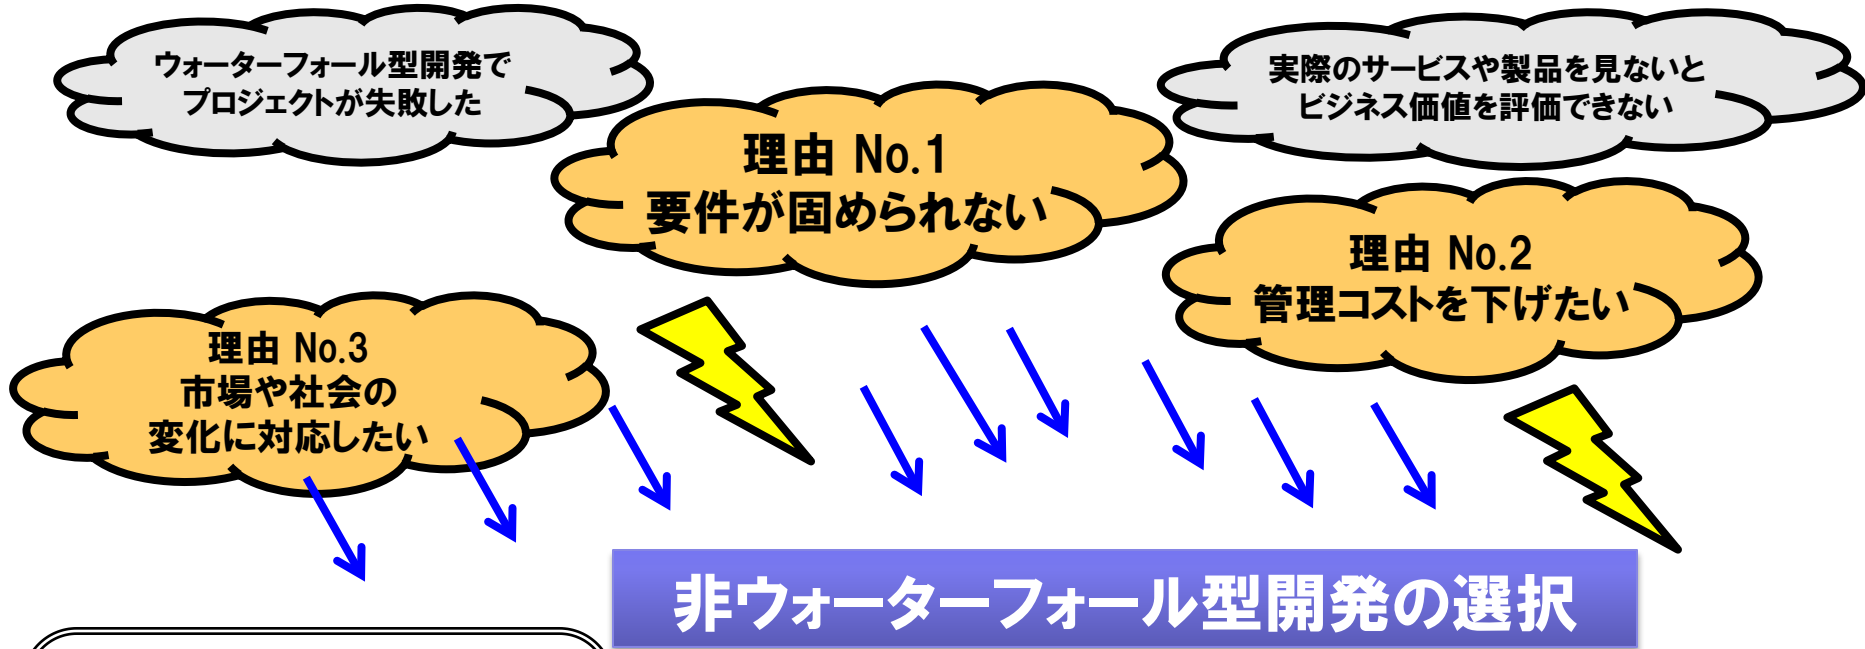 ウォーターフォール型開発で
プロジェクトが失敗した
実際のサービスや製品を見ないと
ビジネス価値を評価できない
理由 No.1
要件が固められない
理由 No.2
管理コストを下げたい
理由 No.3
市場や社会の
変化に対応したい
非ウォーターフォール型開発の選択